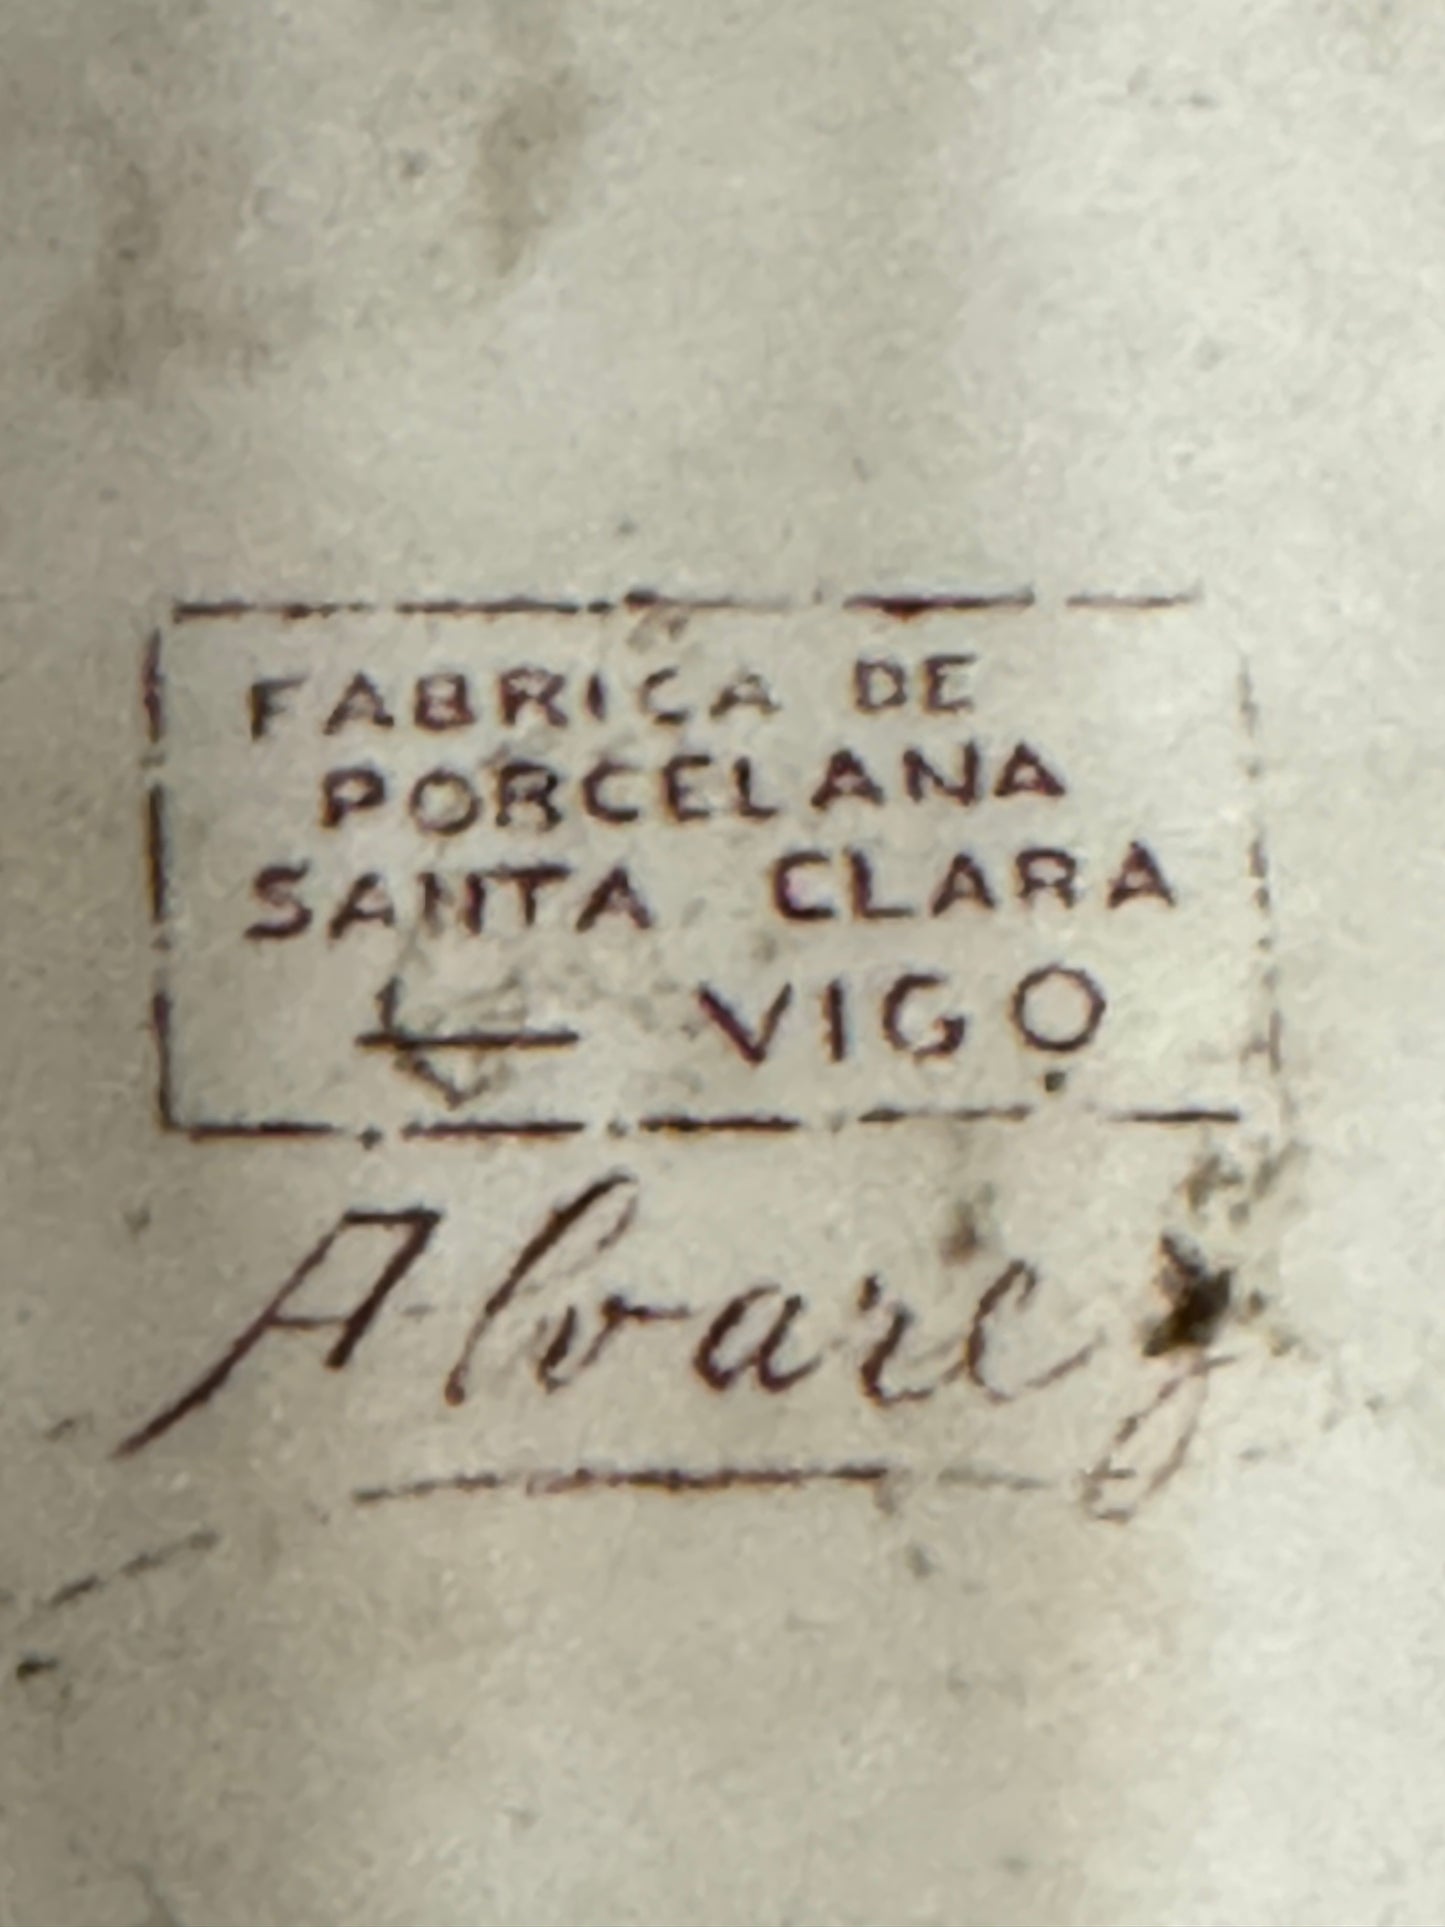 FABRICA DE
PORCELANA
SANTA CLARA
VIGO
Alvarez